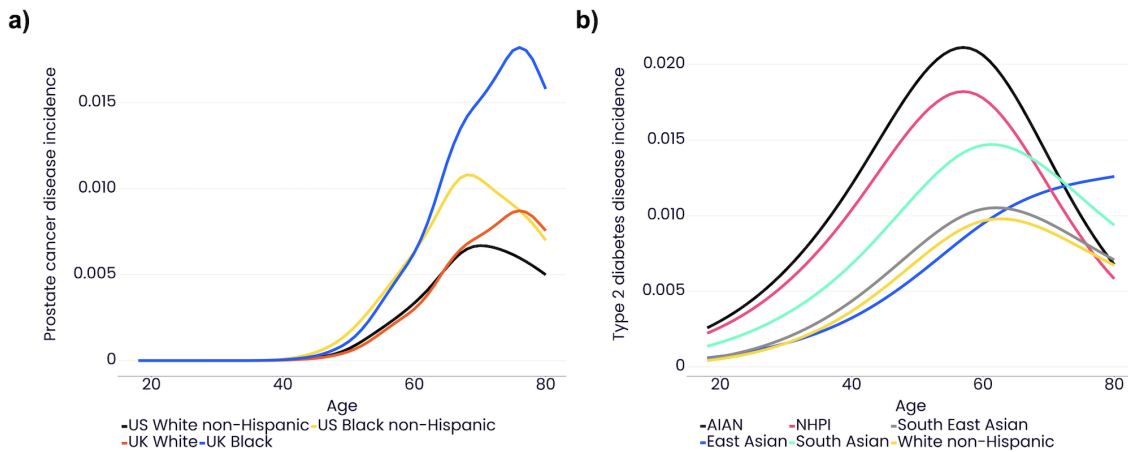 a)
Prostate cancer disease incidence
0.015
0.010
0.005
0
20 40 60 80
Age
US White non-Hispanic US Black non-Hispanic
UK White UK Black
b)
Type 2 diabetes disease incidence
0.020
0.015
0.010
0.005
0
20 40 60 80
Age
AIAN NHPI South East Asian
East Asian South Asian White non-Hispanic